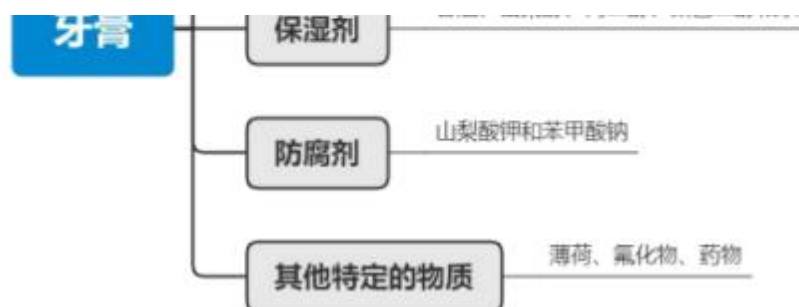 牙膏
保湿剂
防腐剂
山梨酸钾和苯甲酸钠
其他特定的物质
薄荷、氟化物、药物